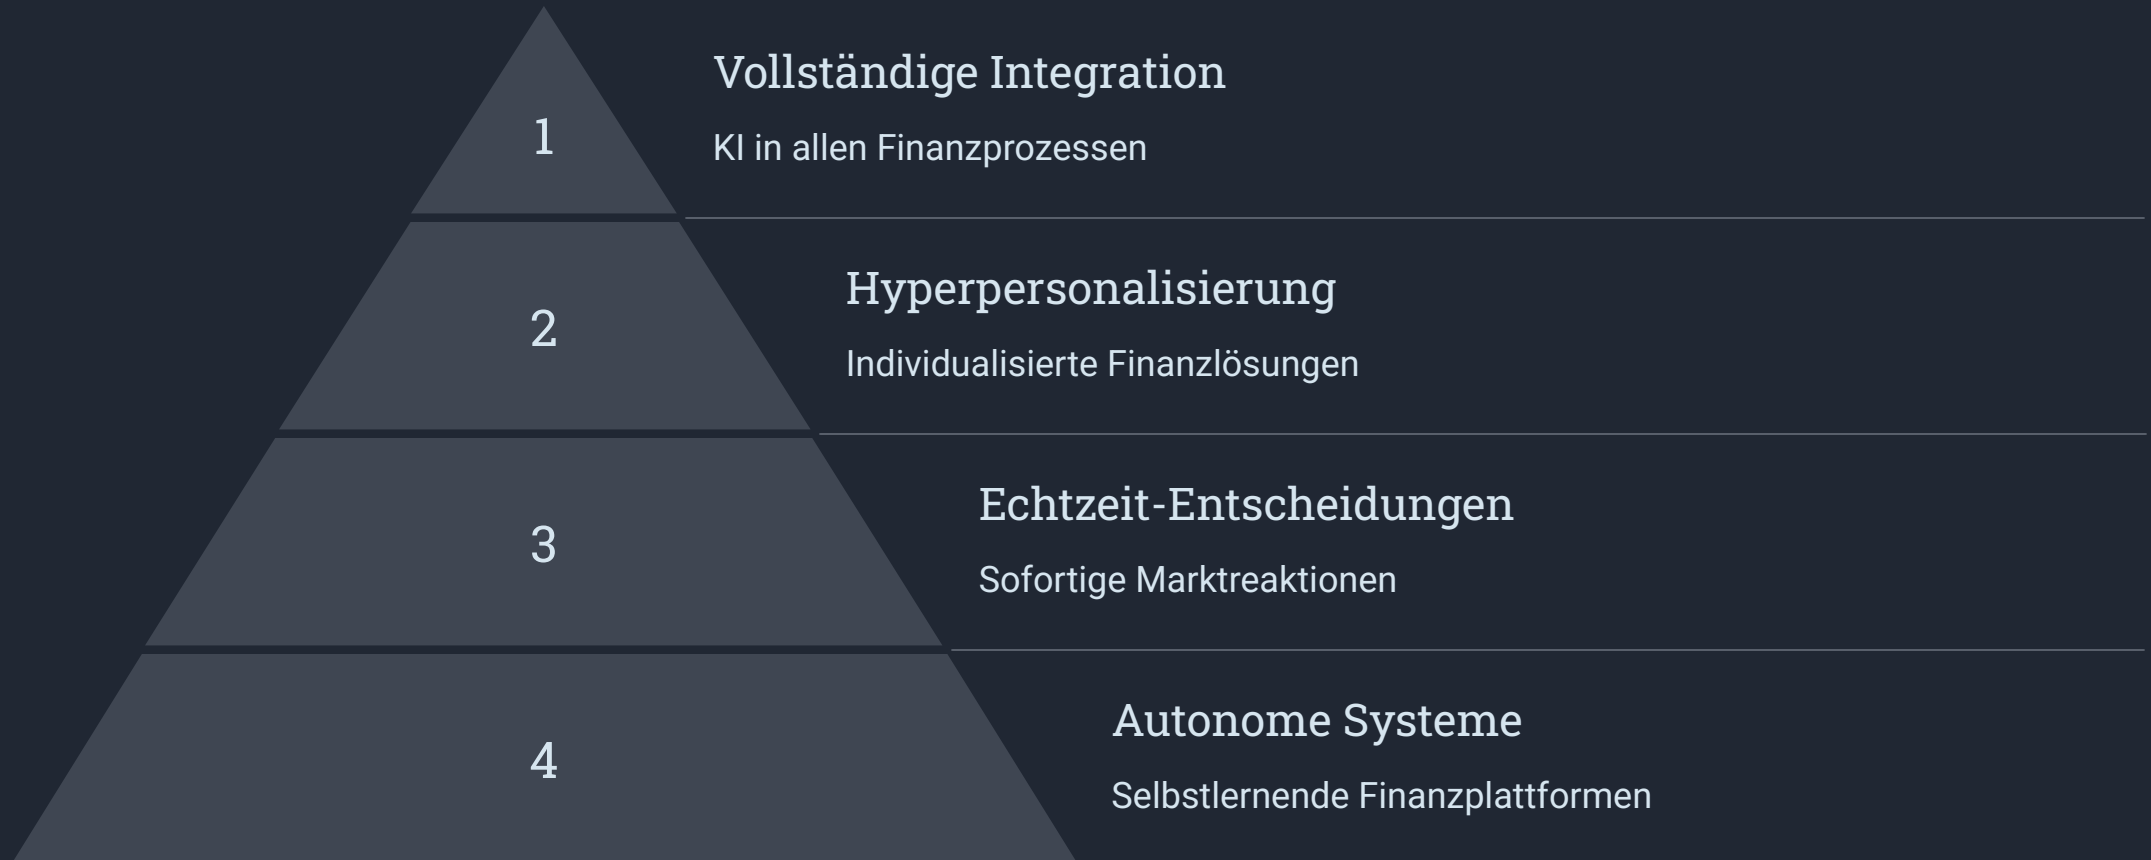 1
Vollständige Integration
KI in allen Finanzprozessen
2
Hyperpersonalisierung
Individualisierte Finanzlösungen
3
Echtzeit-Entscheidungen
Sofortige Marktreaktionen
4
Autonome Systeme
Selbstlernende Finanzplattformen